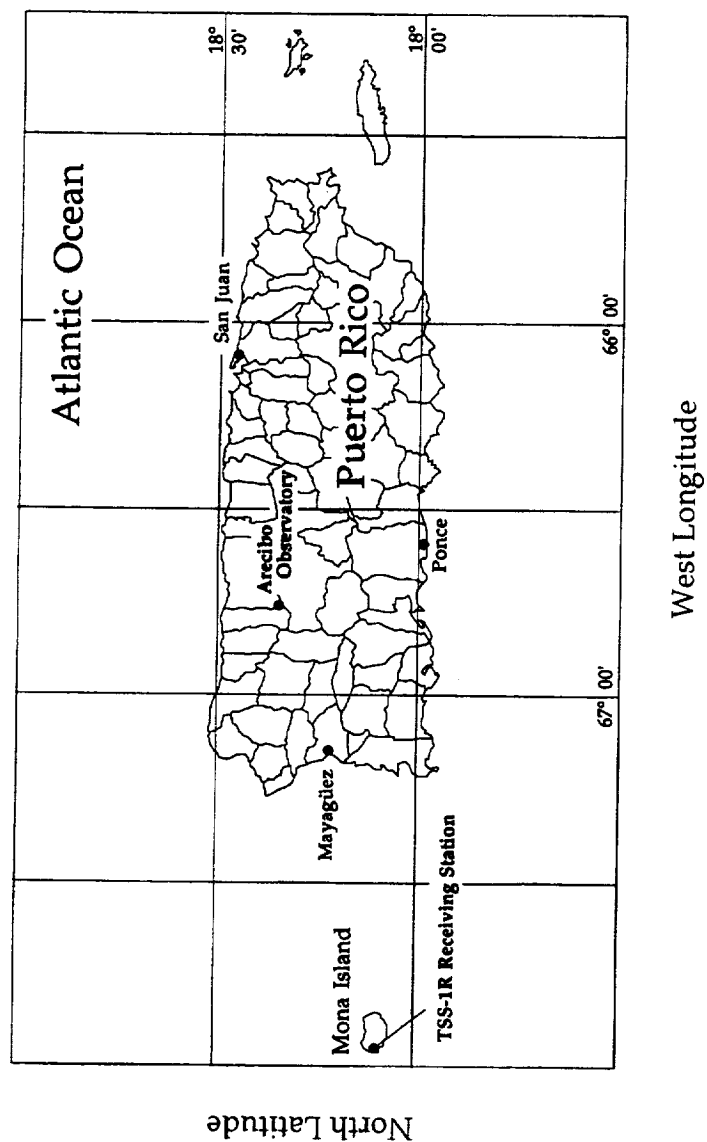 Atlantic Ocean
18°
30'
18°
00'
San Juan
Arecibo
Observatory
Puerto Rico
Mayagüez
Ponce
Mona Island
TSS-1R Receiving Station
67° 00'
66° 00'
West Longitude
North Latitude